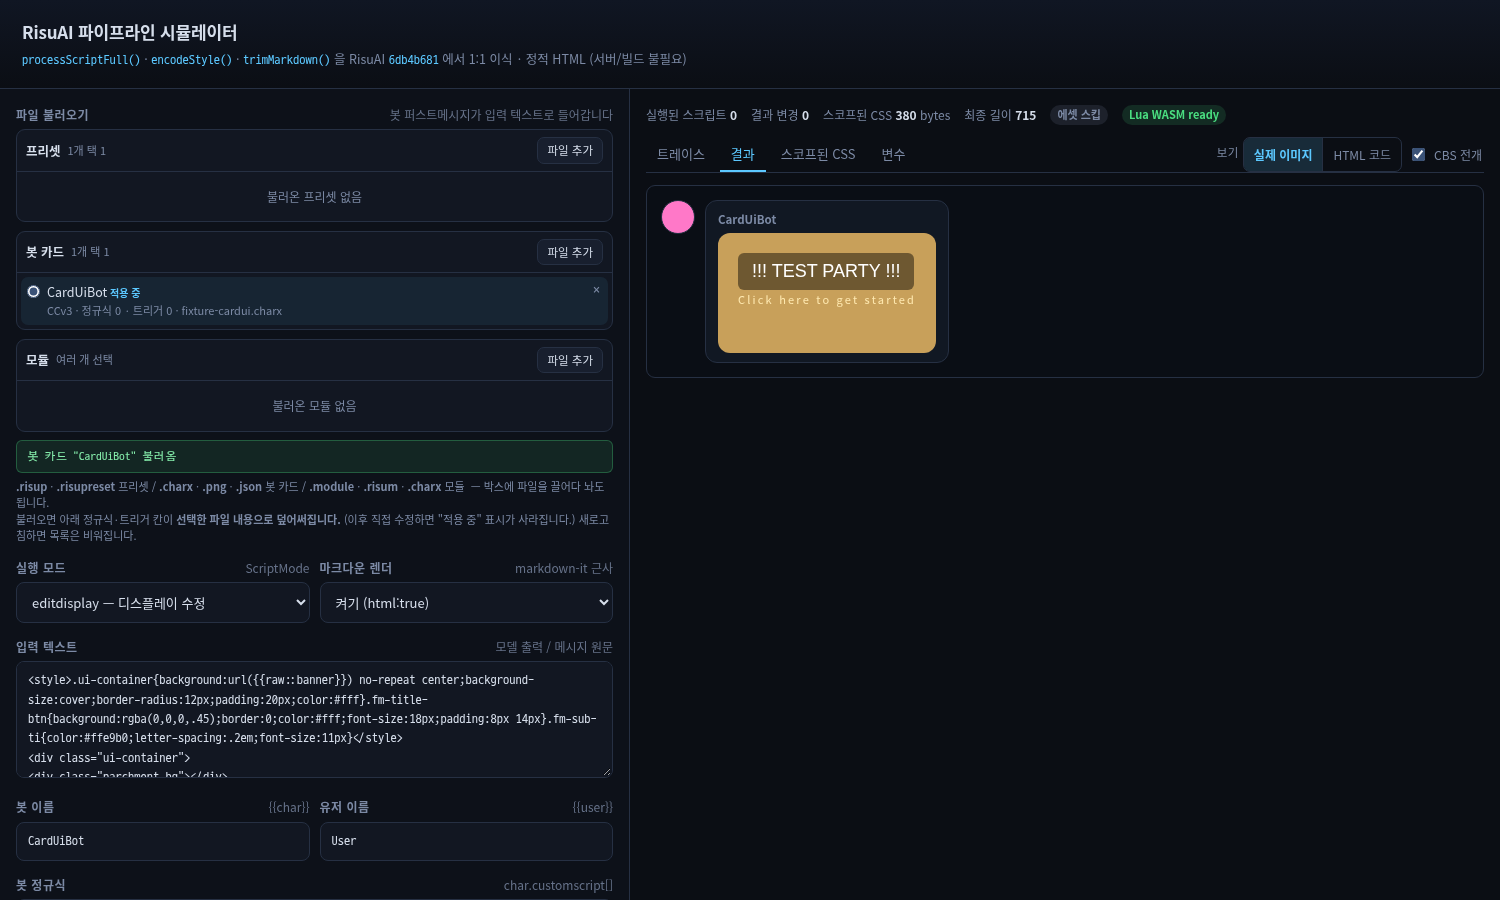 RisuAI 파이프라인 시뮬레이터
processScriptFull() · encodeStyle() · trimMarkdown() 을 RisuAI 6db4b681 에서 1:1 이식 · 정적 HTML (서버/빌드 불필요)
파일 불러오기
봇 퍼스트메시지가 입력 텍스트로 들어갑니다
프리셋 1개 택 1
파일 추가
불러온 프리셋 없음
봇 카드 1개 택 1
파일 추가
CardUiBot 적용 중
×
CCv3 · 정규식 0 · 트리거 0 · fixture-cardui.charx
모듈 여러 개 선택
파일 추가
불러온 모듈 없음
봇 카드 "CardUiBot" 불러옴
.risup · .risupreset 프리셋 / .charx · .png · .json 봇 카드 / .module · .risum · .charx 모듈 — 박스에 파일을 끌어다 놔도
됩니다.
불러오면 아래 정규식·트리거 칸이 선택한 파일 내용으로 덮어써집니다. (이후 직접 수정하면 "적용 중" 표시가 사라집니다.) 새로고
침하면 목록은 비워집니다.
실행 모드
ScriptMode
마크다운 렌더
markdown-it 근사
editdisplay — 디스플레이 수정
켜기 (html:true)
입력 텍스트
모델 출력 / 메시지 원문
<style>.ui-container{background:url({{raw::banner}}) no-repeat center;background-
size:cover;border-radius:12px;padding:20px;color:#fff}.fm-title-
btn{background:rgba(0,0,0,.45);border:0;color:#fff;font-size:18px;padding:8px 14px}.fm-sub-
ti{color:#ffe9b0;letter-spacing:.2em;font-size:11px}</style>
<div class="ui-container">
<div class="parchment-bg"></div>
봇 이름
{{char}}
유저 이름
{{user}}
CardUiBot
User
봇 정규식
char.customscript[]
실행된 스크립트 0 결과 변경 0 스코프된 CSS 380 bytes 최종 길이 715 에셋 스킵 Lua WASM ready
트레이스 결과 스코프된 CSS 변수
보기 실제 이미지 HTML 코드 CBS 전개
CardUiBot
!!! TEST PARTY !!!
Click here to get started